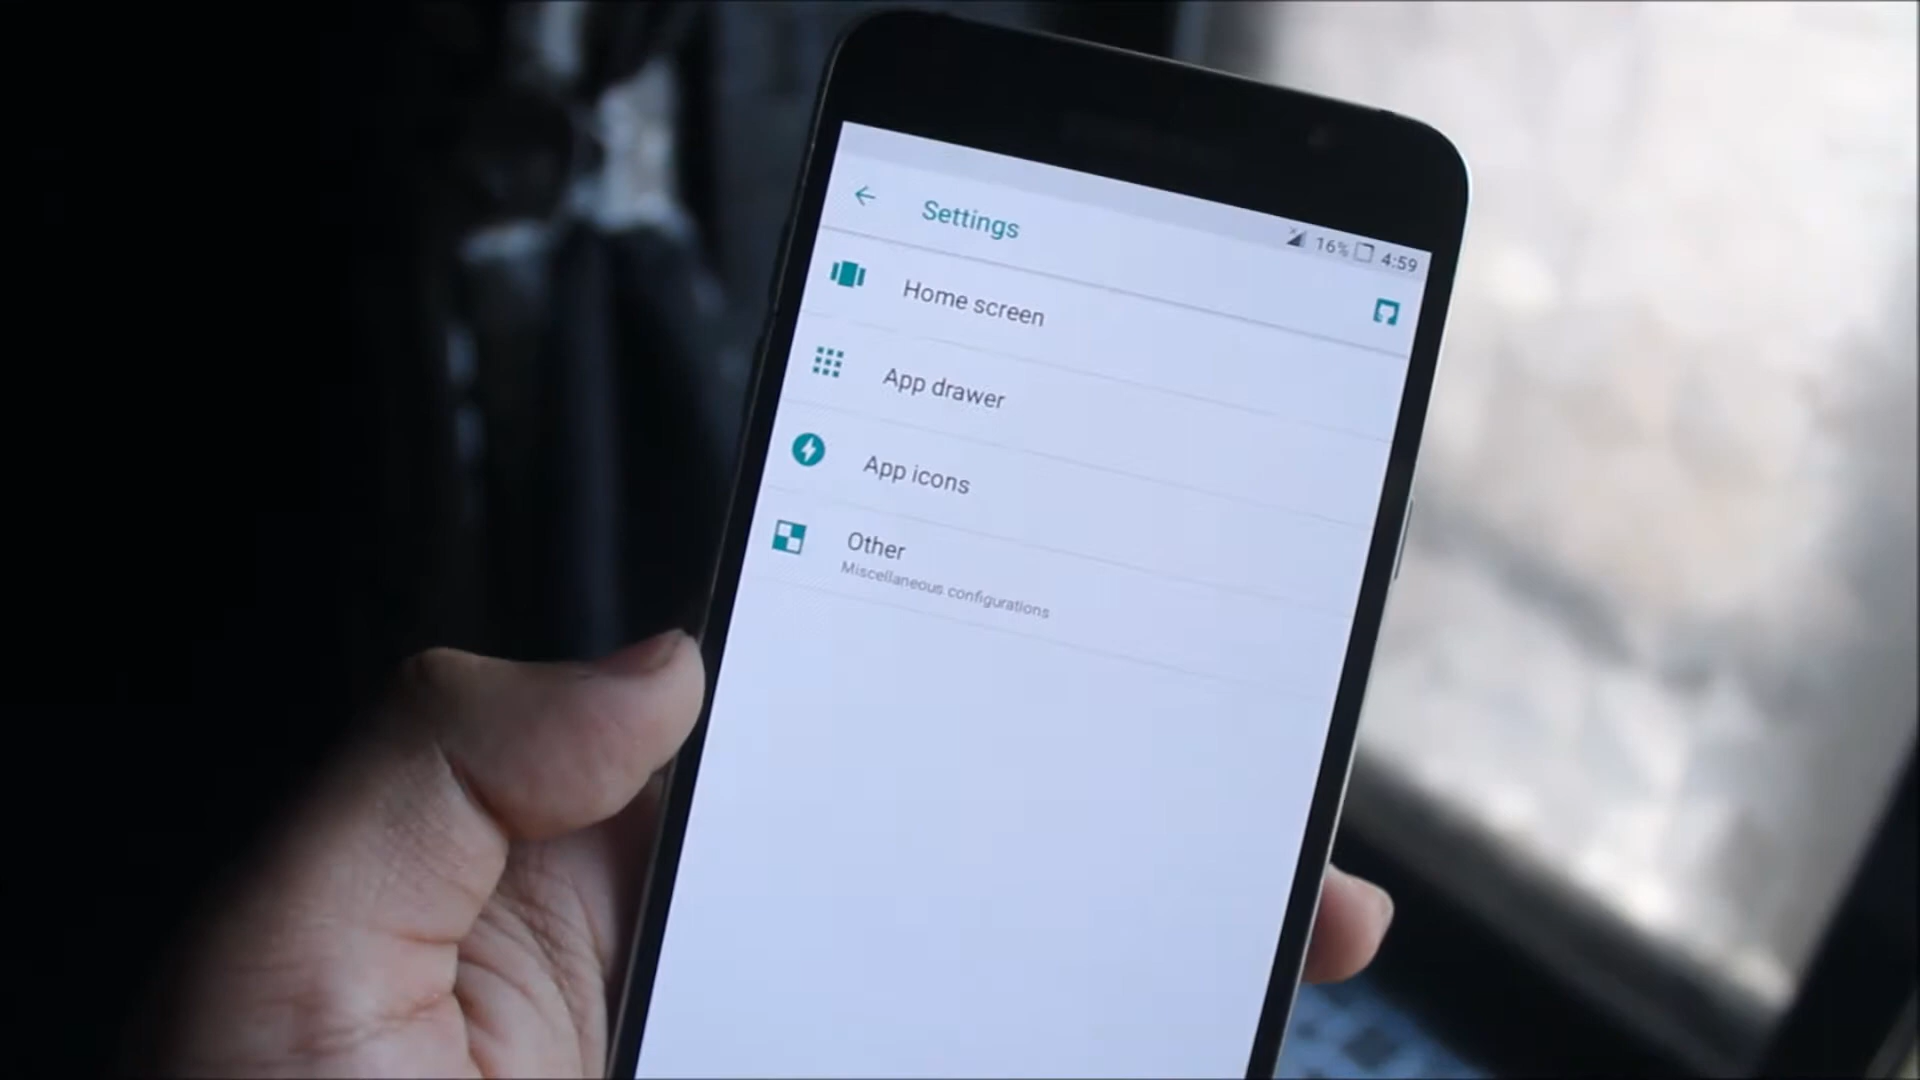 16% 4:59
Settings
Home screen
App drawer
App icons
Other
Miscellaneous configurations